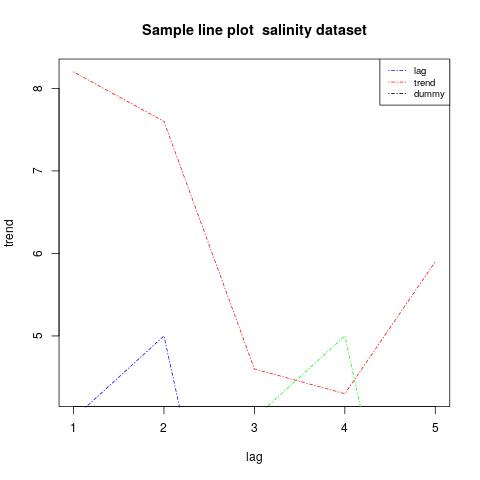 Sample line plot  salinity dataset
lag
trend
dummy
8
7
6
5
trend
1 2 3 4 5
lag